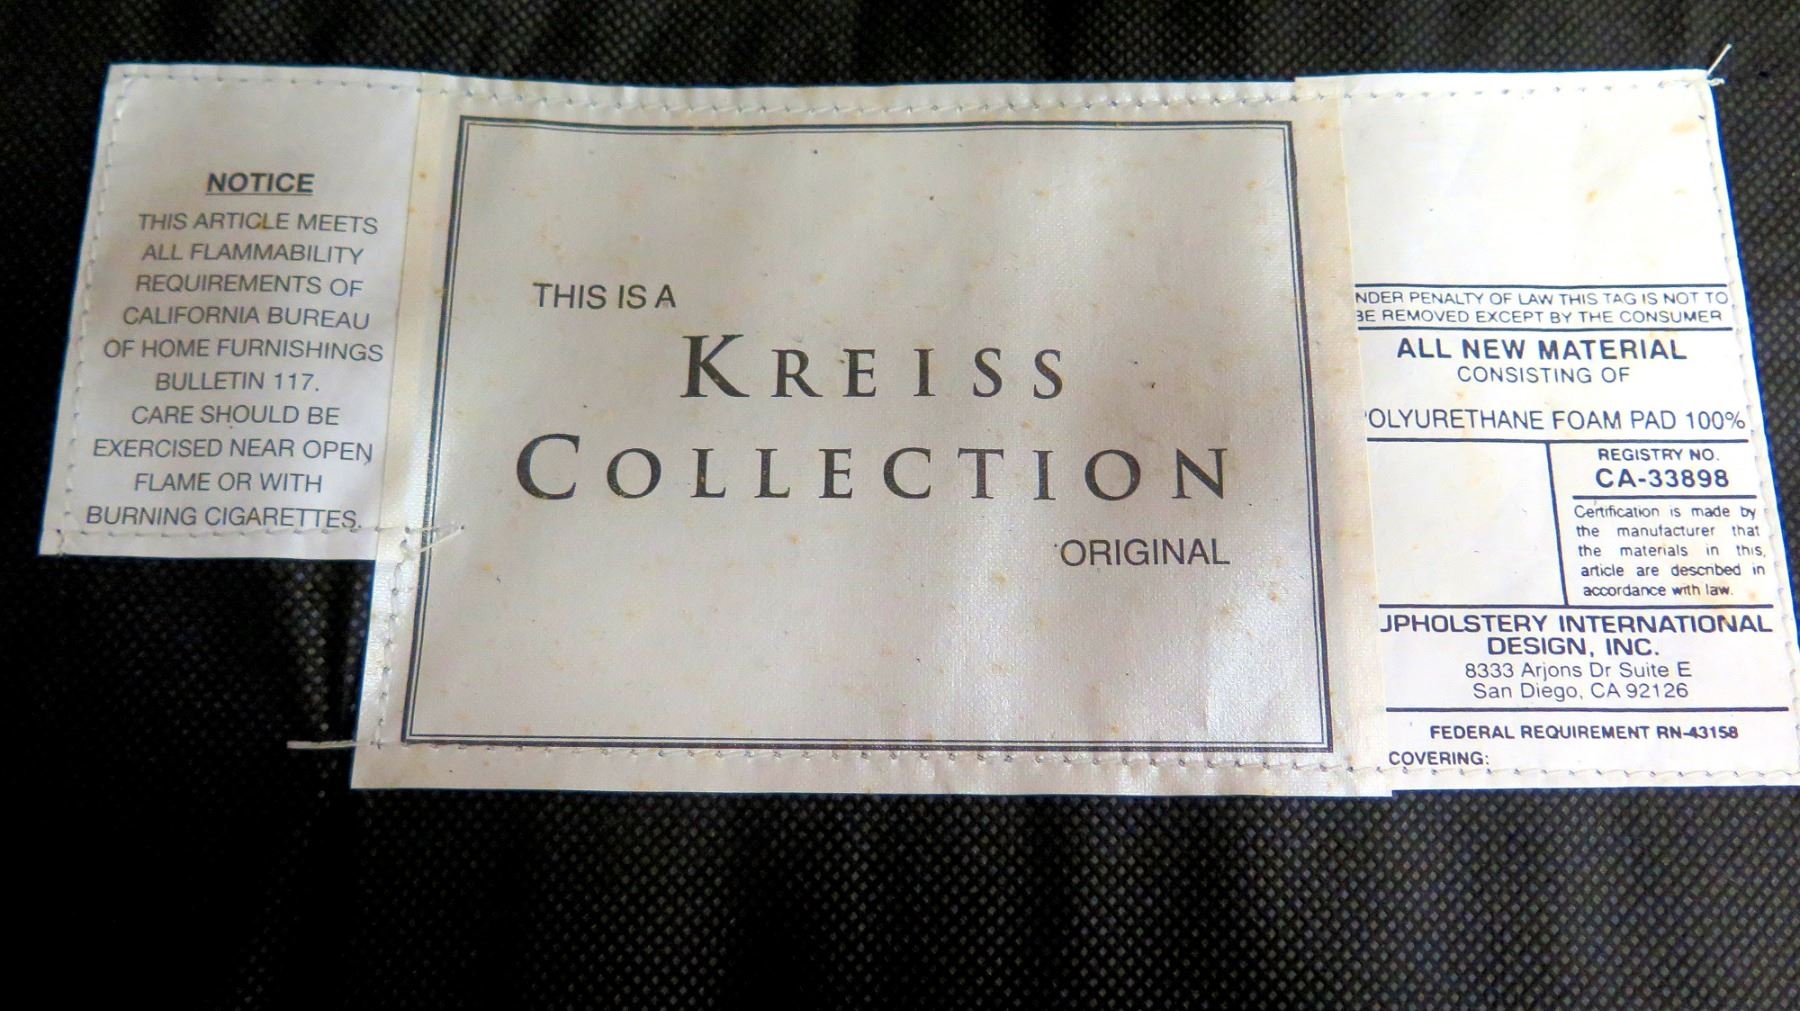 NOTICE
THIS ARTICLE MEETS
ALL FLAMMABILITY
REQUIREMENTS OF
CALIFORNIA BUREAU
OF HOME FURNISHINGS
BULLETIN 117.
CARE SHOULD BE
EXERCISED NEAR OPEN
FLAME OR WITH
BURNING CIGARETTES.
THIS IS A
KREISS
COLLECTION
ORIGINAL
NDER PENALTY OF LAW THIS TAG IS NOT TO
BE REMOVED EXCEPT BY THE CONSUMER
ALL NEW MATERIAL
CONSISTING OF
OLYURETHANE FOAM PAD 100%
REGISTRY NO.
CA-33898
Certification is made by
the manufacturer that
the materials in this,
article are described in
accordance with law.
UPHOLSTERY INTERNATIONAL
DESIGN, INC.
8333 Arjons Dr Suite E
San Diego, CA 92126
FEDERAL REQUIREMENT RN-43158
COVERING: